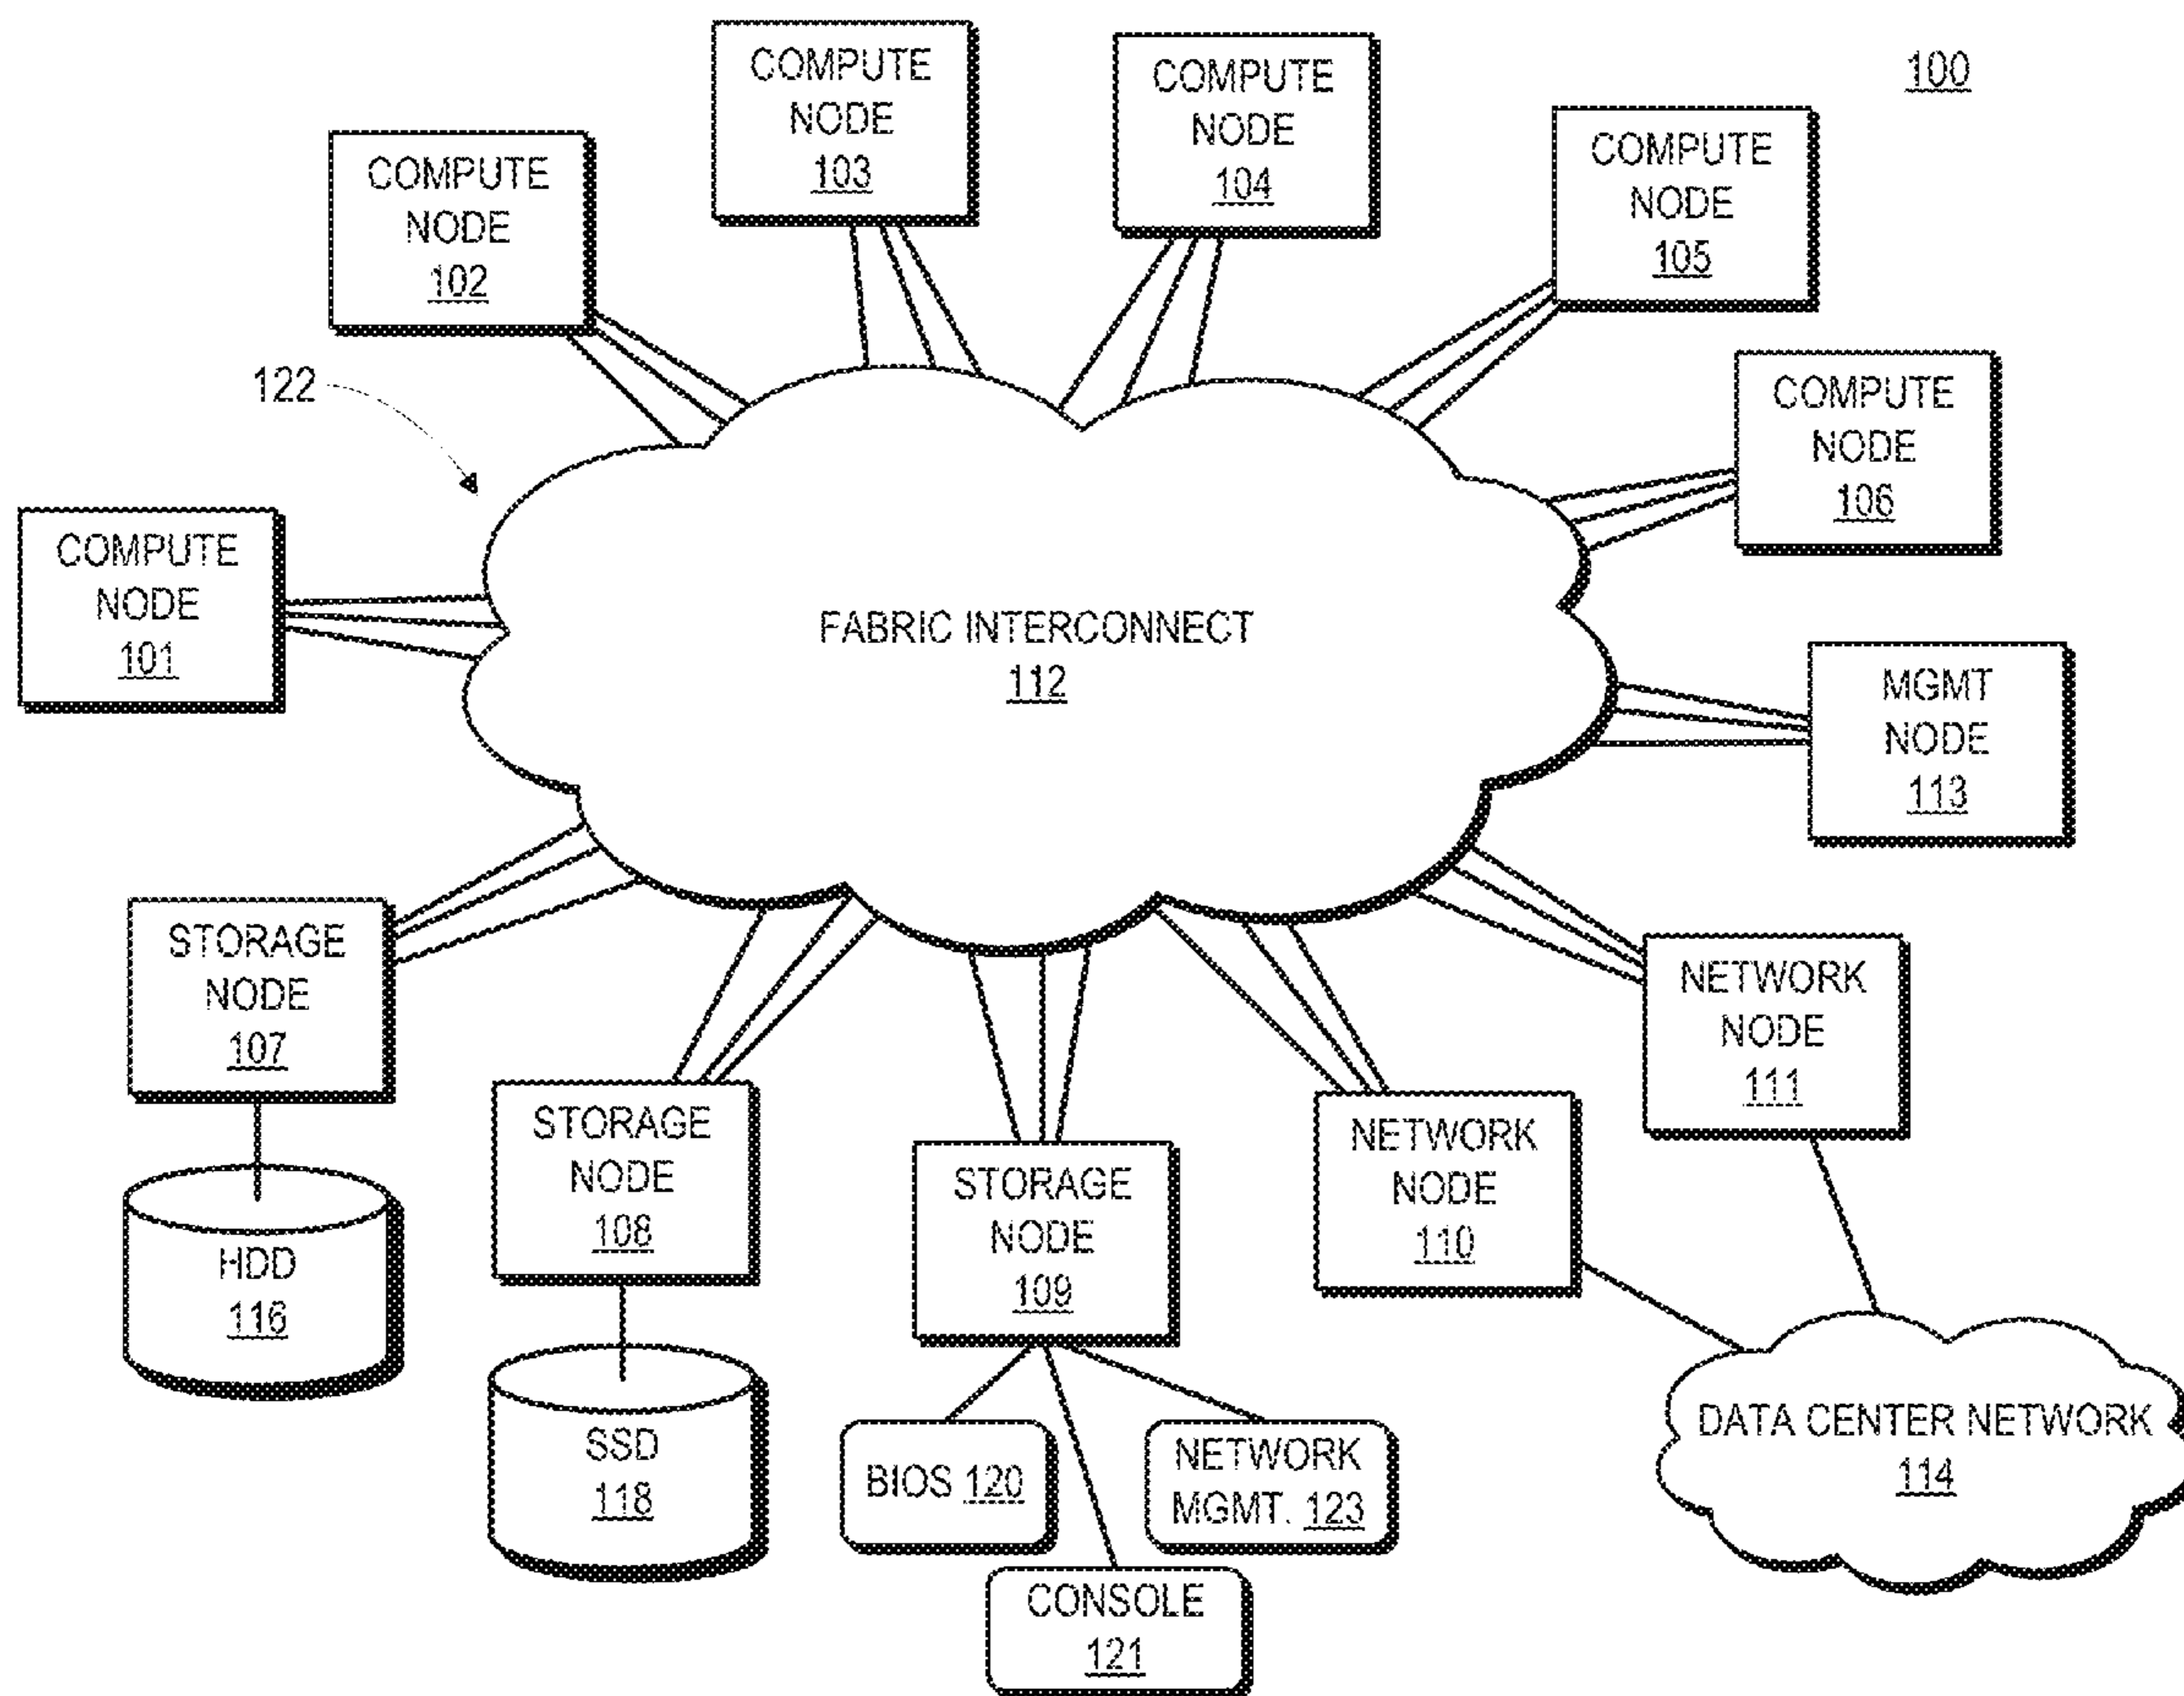 100
COMPUTE
NODE
103
COMPUTE
NODE
104
COMPUTE
NODE
102
COMPUTE
NODE
105
122
COMPUTE
NODE
106
COMPUTE
NODE
101
FABRIC INTERCONNECT
112
MGMT
NODE
113
STORAGE
NODE
107
NETWORK
NODE
111
STORAGE
NODE
108
STORAGE
NODE
109
NETWORK
NODE
110
HDD
116
SSD
118
BIOS 120
NETWORK
MGMT. 123
CONSOLE
121
DATA CENTER NETWORK
114